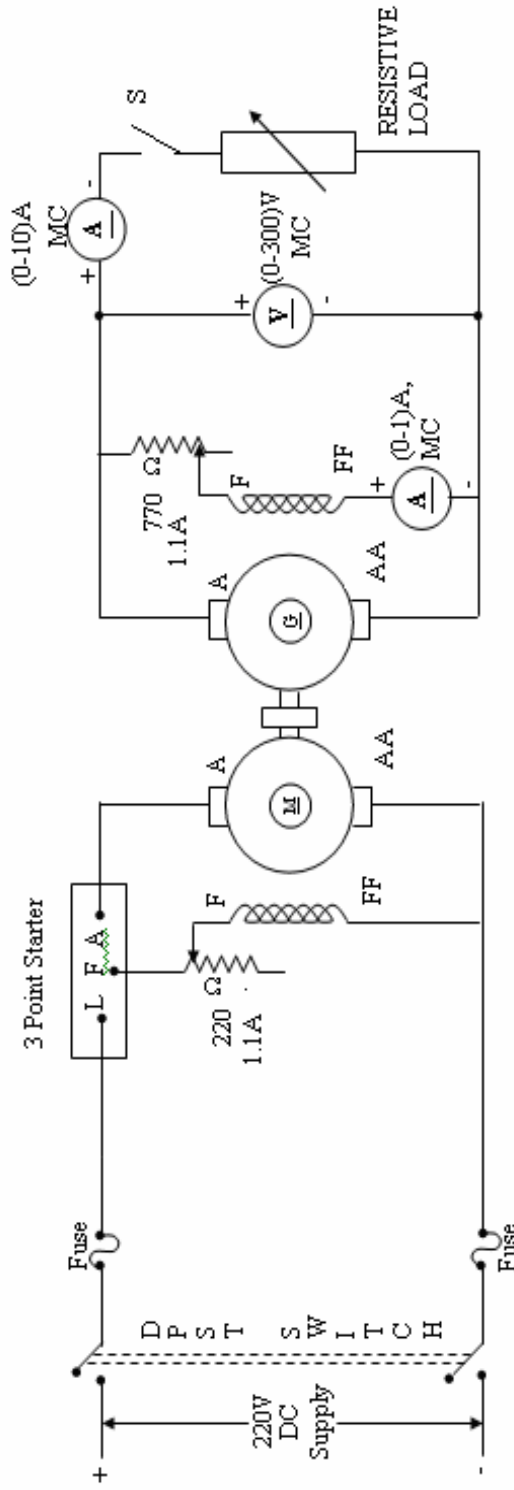 +
-
220V
DC
Supply
DPST SWITCH
Fuse
Fuse
3 Point Starter
L F A
220 Ω
1.1A
F
FF
A
AA
M
G
A
AA
770 Ω
1.1A
F
FF
+
A
-
(0-1)A,
MC
+
V
-
(0-300)V
MC
(0-10)A
MC
+
A
-
S
RESISTIVE
LOAD